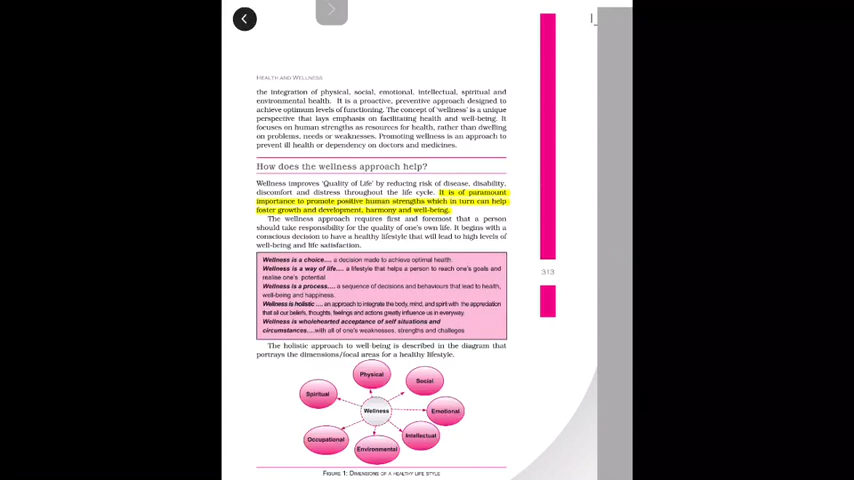 HEALTH AND WELLNESS
the integration of physical, social, emotional, intellectual, spiritual and
environmental health. It is a proactive, preventive approach designed to
achieve optimum levels of functioning. The concept of 'wellness' is a unique
perspective that lays emphasis on facilitating health and well-being. It
focuses on human strengths as resources for health, rather than dwelling
on problems, needs or weaknesses. Promoting wellness is an approach to
prevent ill health or dependency on doctors and medicines.
How does the wellness approach help?
Wellness improves 'Quality of Life' by reducing risk of disease, disability,
discomfort and distress throughout the life cycle. It is of paramount
importance to promote positive human strengths which in turn can help
foster growth and development, harmony and well-being.
The wellness approach requires first and foremost that a person
should take responsibility for the quality of one's own life. It begins with a
conscious decision to have a healthy lifestyle that will lead to high levels of
well-being and life satisfaction.
Wellness is a choice.... a decision made to achieve optimal health.
Wellness is a way of life.... a lifestyle that helps a person to reach one's goals and
realise one's potential
Wellness is a process.... a sequence of decisions and behaviours that lead to health,
well-being and happiness.
Wellness is holistic .... an approach to integrate the body, mind, and spirit with the appreciation
that all our beliefs, thoughts, feelings and actions greatly influence us in everyway.
Wellness is wholehearted acceptance of self situations and
circumstances....with all of one's weaknesses, strengths and challeges
313
The holistic approach to well-being is described in the diagram that
portrays the dimensions/focal areas for a healthy lifestyle.
Physical
Social
Spiritual
Wellness
Emotional
Occupational
Intellectual
Environmental
FIGURE 1: DIMENSIONS OF A HEALTHY LIFE STYLE